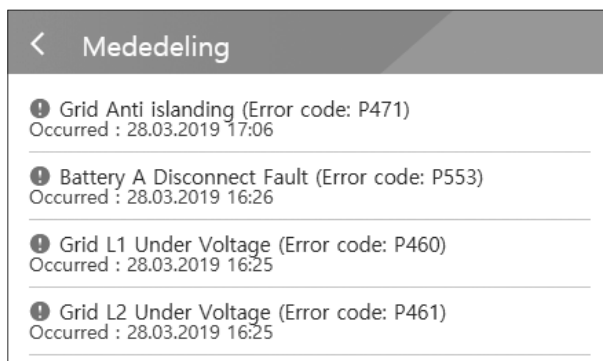 Mededeling
Grid Anti islanding (Error code: P471)
Occurred : 28.03.2019 17:06
Battery A Disconnect Fault (Error code: P553)
Occurred : 28.03.2019 16:26
Grid L1 Under Voltage (Error code: P460)
Occurred : 28.03.2019 16:25
Grid L2 Under Voltage (Error code: P461)
Occurred : 28.03.2019 16:25